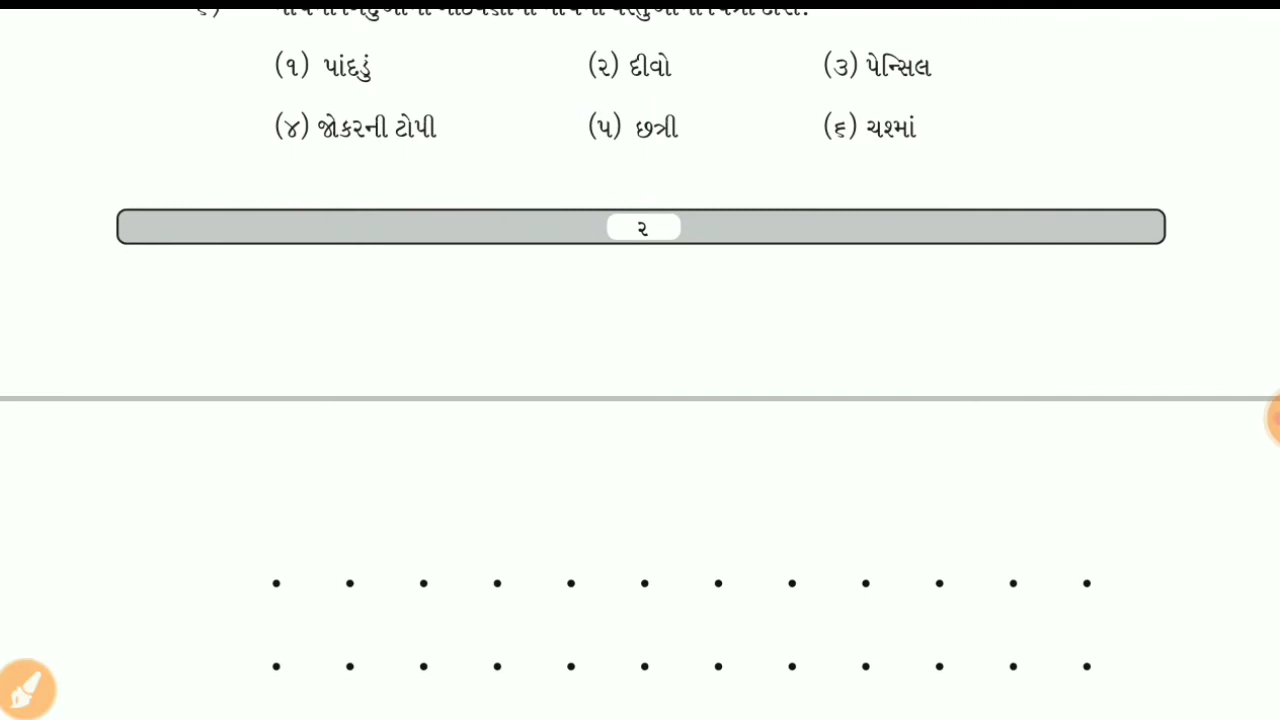 (૧) પાંદડું (૨) દીવો (૩) પેન્સિલ
(૪) જોકરની ટોપી (૫) છત્રી (૬) ચશ્માં
૨